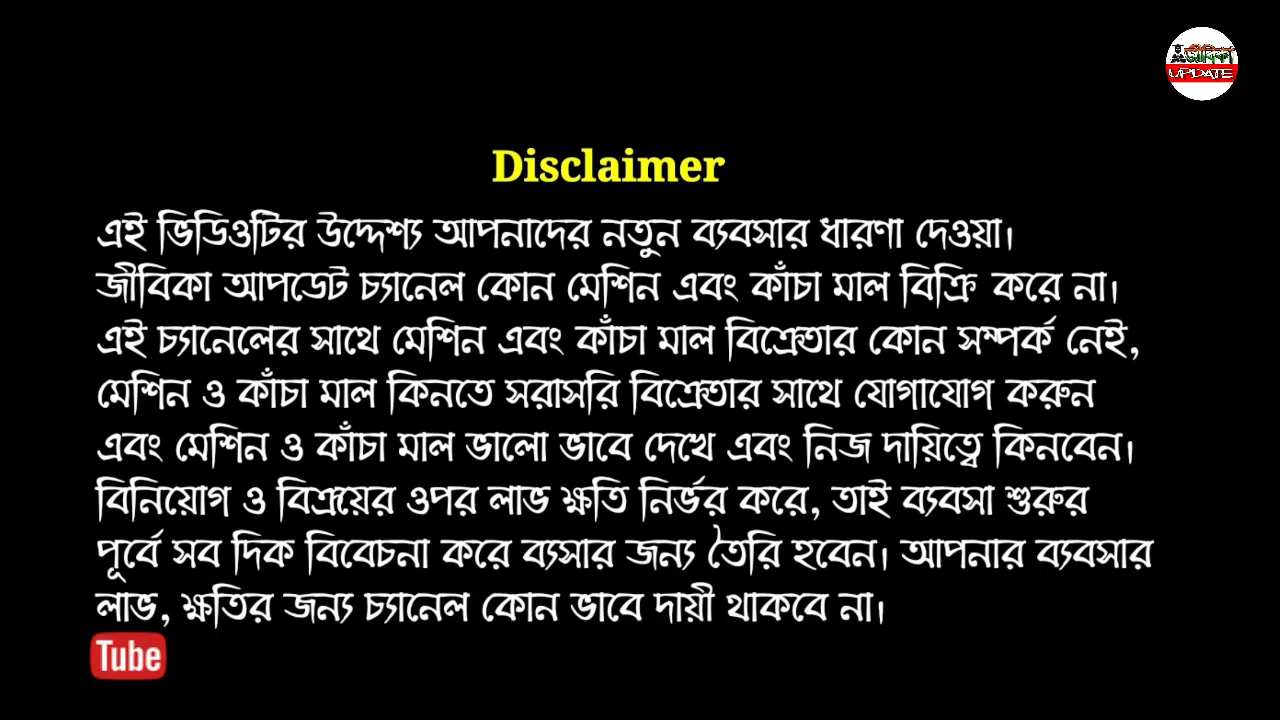 জীবিকা
UPDATE
Disclaimer
এই ভিডিওটির উদ্দেশ্য আপনাদের নতুন ব্যবসার ধারণা দেওয়া।
জীবিকা আপডেট চ্যানেল কোন মেশিন এবং কাঁচা মাল বিক্রি করে না।
এই চ্যানেলের সাথে মেশিন এবং কাঁচা মাল বিক্রেতার কোন সম্পর্ক নেই,
মেশিন ও কাঁচা মাল কিনতে সরাসরি বিক্রেতার সাথে যোগাযোগ করুন
এবং মেশিন ও কাঁচা মাল ভালো ভাবে দেখে এবং নিজ দায়িত্বে কিনবেন।
বিনিয়োগ ও বিক্রয়ের ওপর লাভ ক্ষতি নির্ভর করে, তাই ব্যবসা শুরুর
পূর্বে সব দিক বিবেচনা করে ব্যসার জন্য তৈরি হবেন। আপনার ব্যবসার
লাভ, ক্ষতির জন্য চ্যানেল কোন ভাবে দায়ী থাকবে না।
Tube